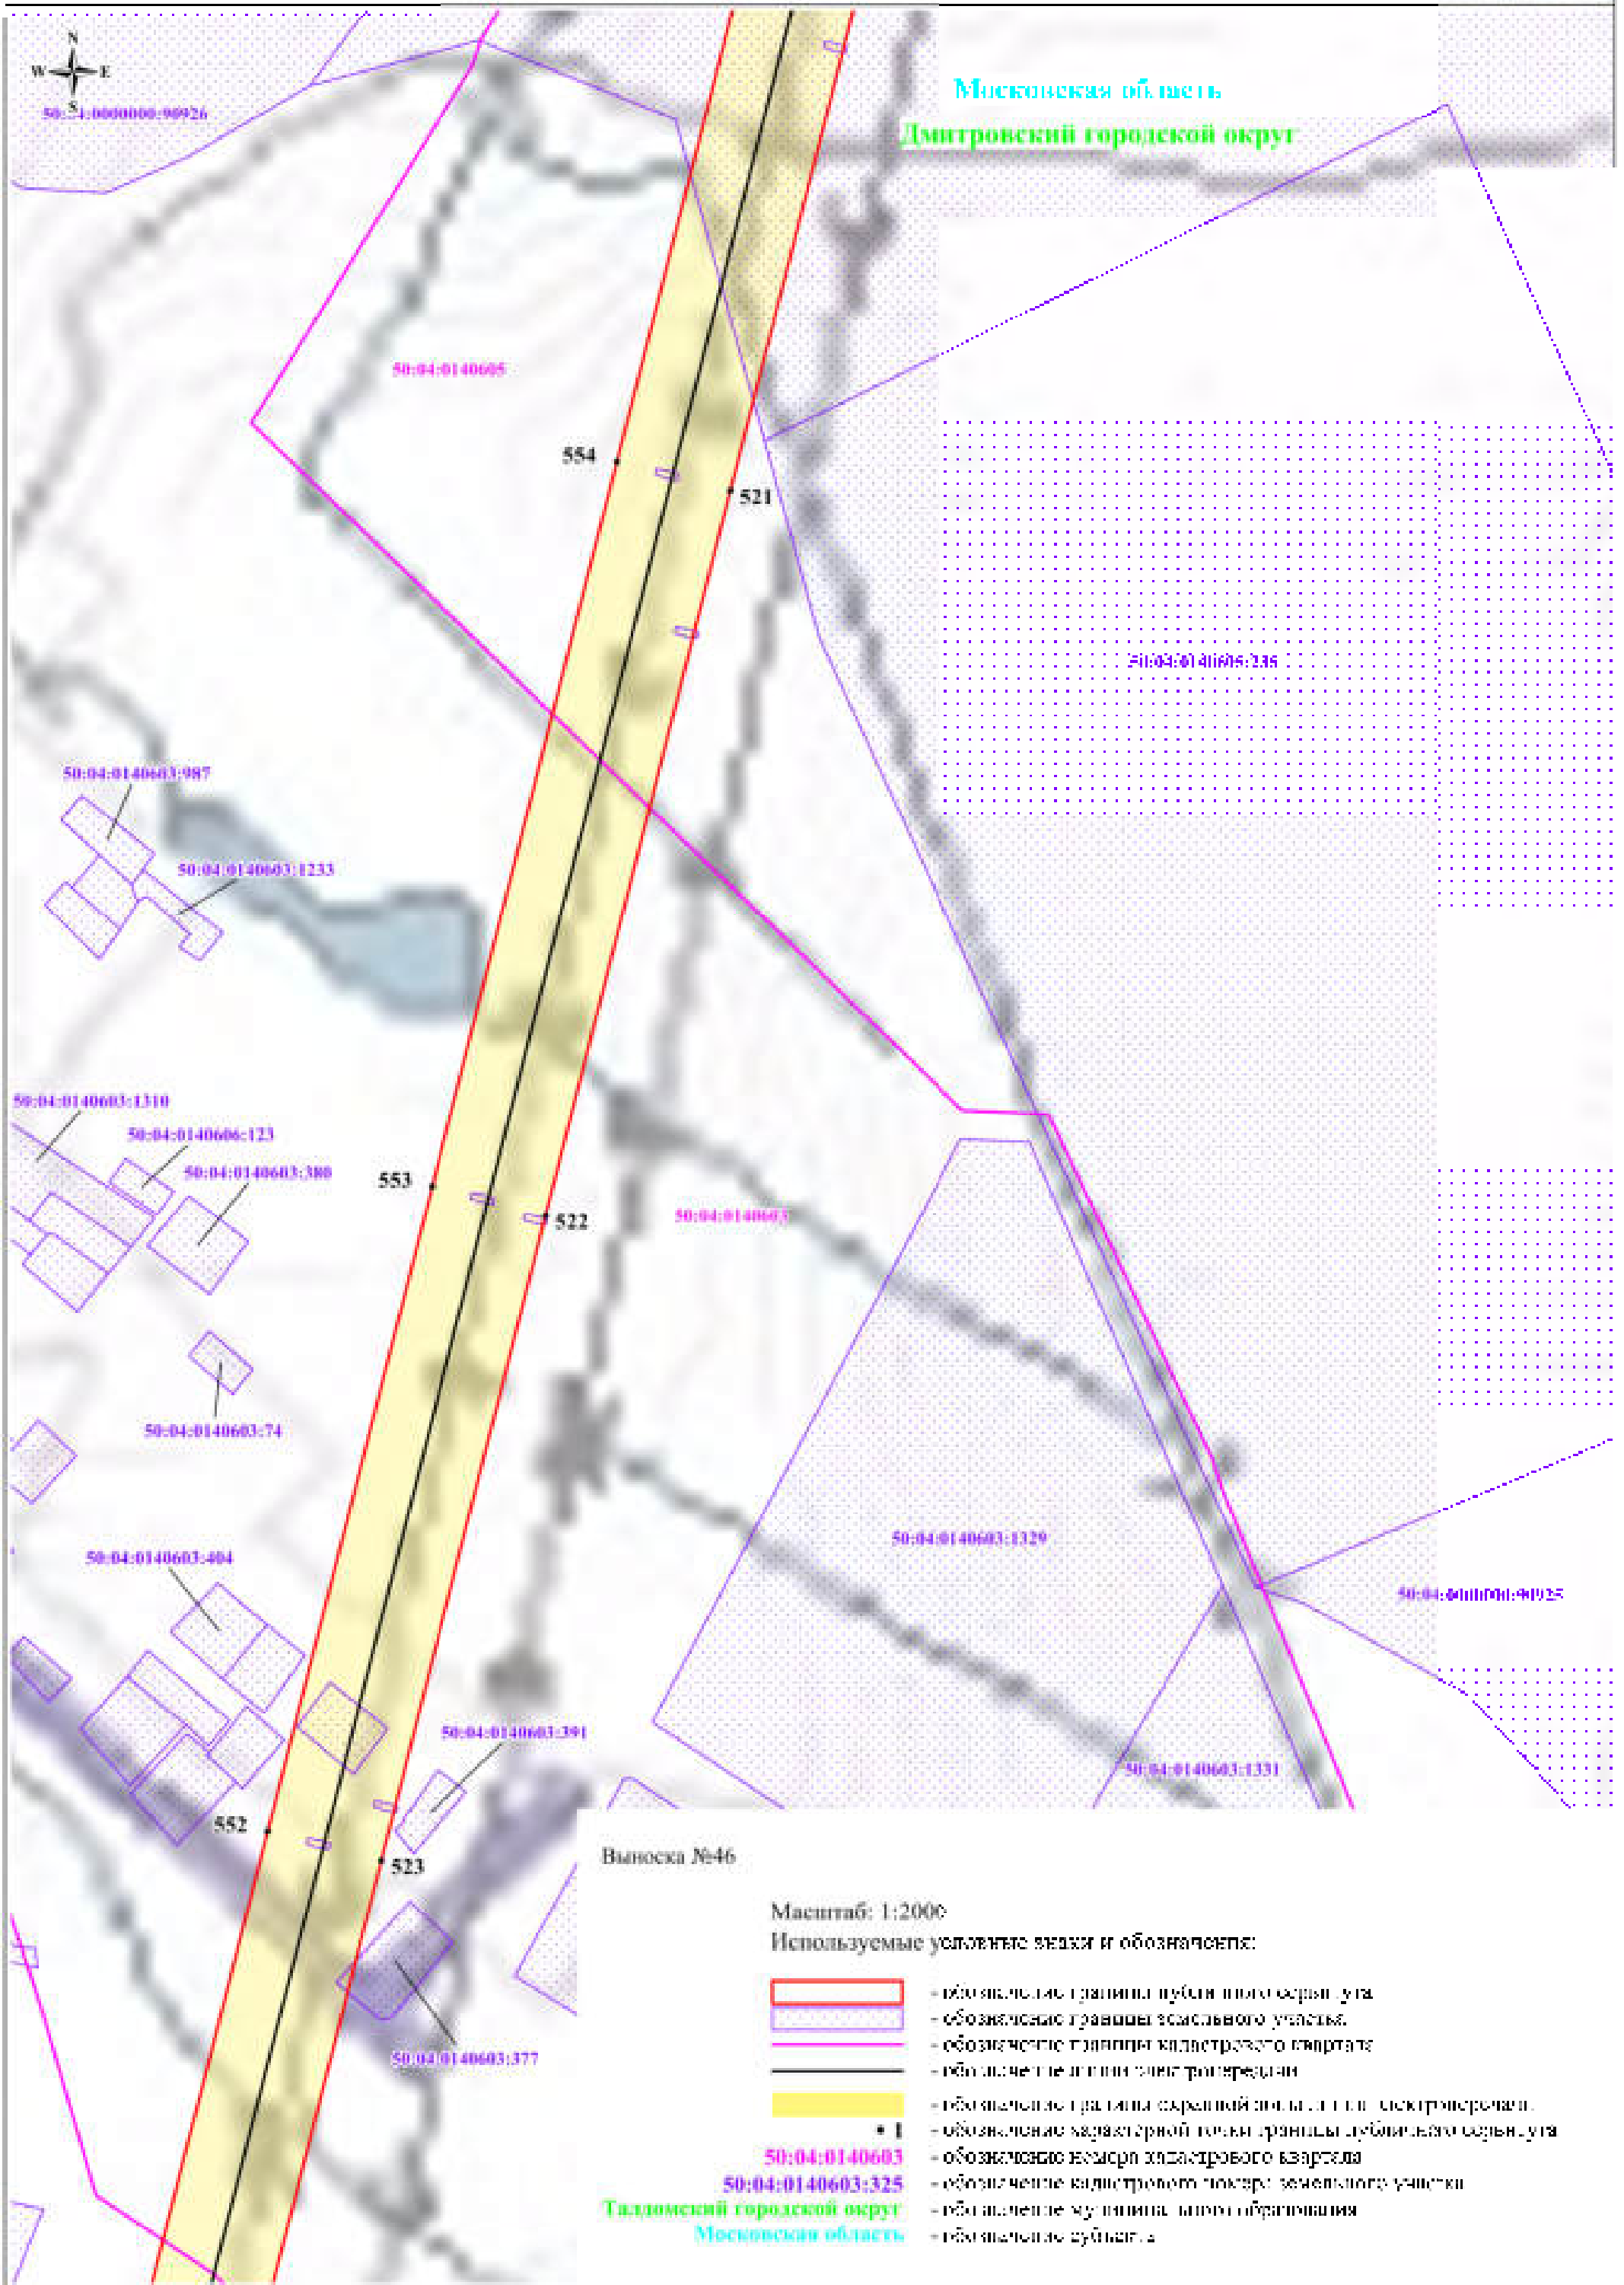 N
W E
S
Московская область
50:04:0000000:90926
Дмитровский городской округ
50:04:0140605
554
521
50:04:0140605:235
50:04:0140603:987
50:04:0140603:1233
50:04:0140603:1310
50:04:0140606:123
50:04:0140603:380
553
522
50:04:0140603
50:04:0140603:74
50:04:0140603:1329
50:04:0140603:404
50:04:0000000:90925
50:04:0140603:391
50:04:0140603:1331
552
523
Выноска №46
Масштаб: 1:2000
Используемые условные знаки и обозначения:
50:04:0140603:377
- обозначение границы публичного сервитута
- обозначение границы земельного участка
- обозначение границы кадастрового квартала
- обозначение линии электропередачи
- обозначение границы охранной зоны линии электропередачи
• 1 - обозначение характерной точки границы публичного сервитута
50:04:0140603 - обозначение номера кадастрового квартала
50:04:0140603:325 - обозначение кадастрового номера земельного участка
Талдомский городской округ - обозначение муниципального образования
Московская область - обозначение субъекта